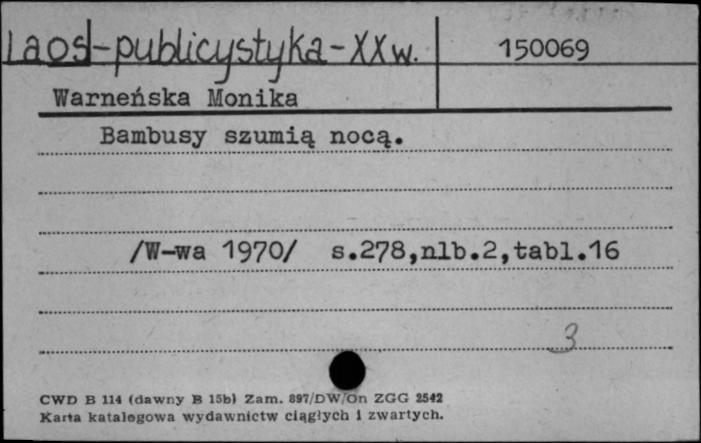 Laos-publicystyka-XXw. 150069
Warneńska Monika
Bambusy szumią nocą.
/W-wa 1970/ s.278,nlb.2,tabl.16
3
CWD B 114 (dawny B 15b) Zam. 897/DW/On ZGG 2542
Karta katalogowa wydawnictw ciągłych i zwartych.